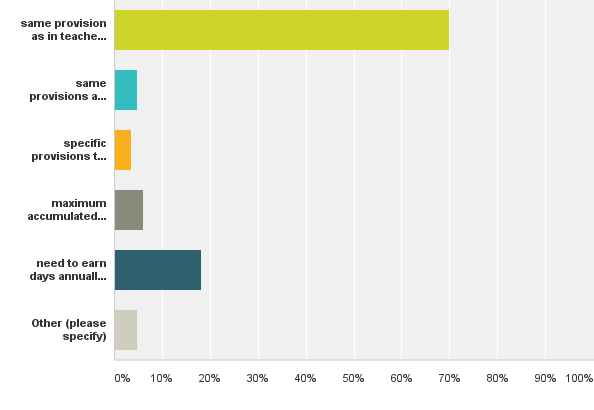 same provision
as in teache...
same
provisions a...
specific
provisions t...
maximum
accumulated...
need to earn
days annuall...
Other (please
specify)
0% 10% 20% 30% 40% 50% 60% 70% 80% 90% 100%